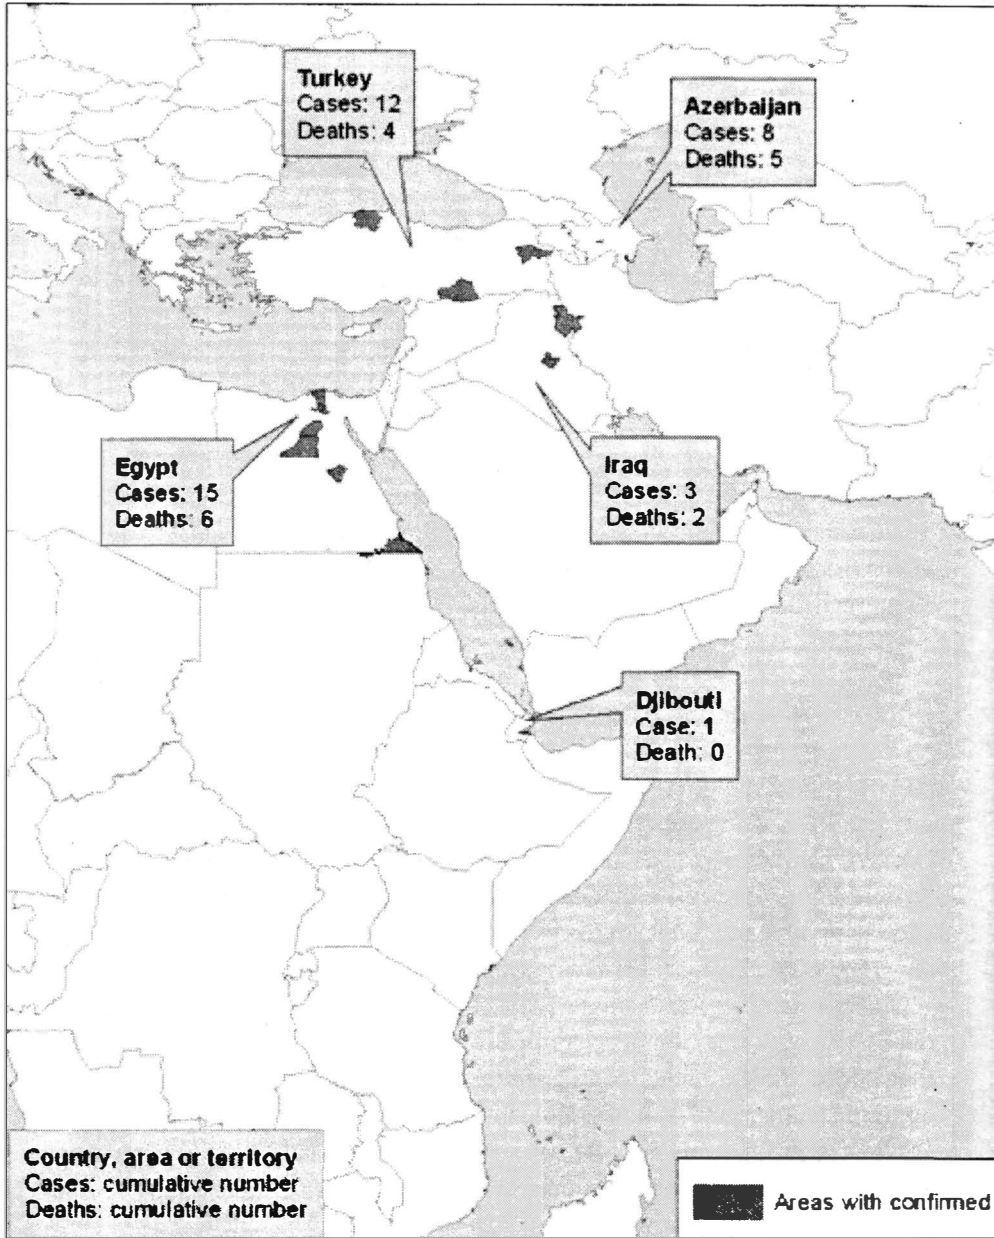 Turkey
Cases: 12
Deaths: 4
Azerbaijan
Cases: 8
Deaths: 5
Egypt
Cases: 15
Deaths: 6
Iraq
Cases: 3
Deaths: 2
Djibouti
Case: 1
Death: 0
Country, area or territory
Cases: cumulative number
Deaths: cumulative number
Areas with confirmed